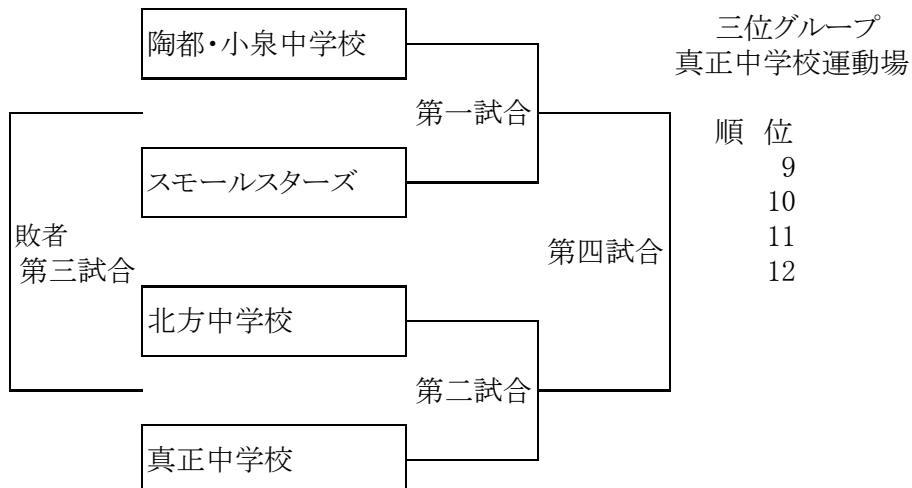 陶都・小泉中学校
三位グループ
真正中学校運動場
第一試合
順 位
スモールスターズ
9
10
敗者
第三試合
第四試合
11
12
北方中学校
第二試合
真正中学校